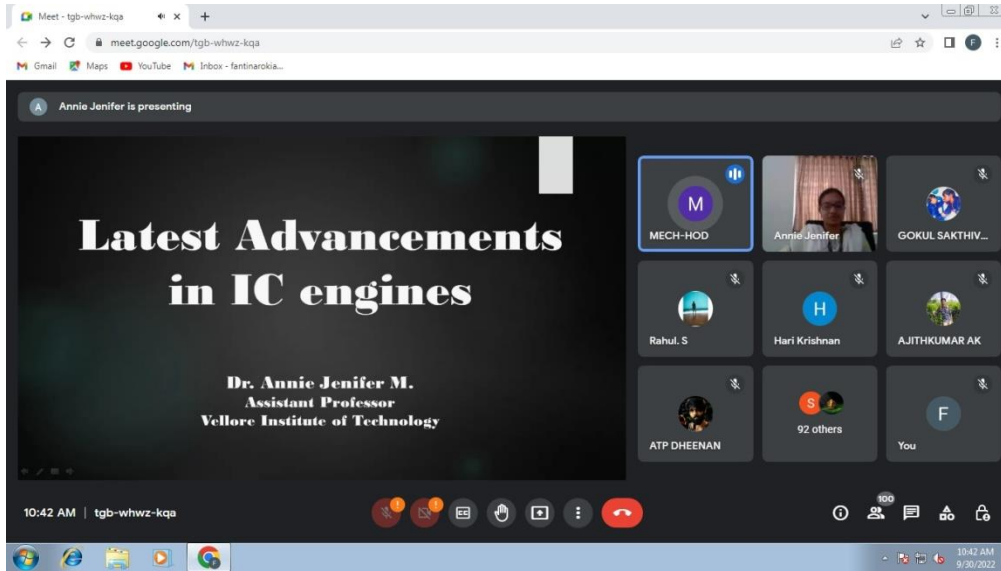 Meet - tgb-whwz-kqa
meet.google.com/tgb-whwz-kqa
F
Gmail Maps YouTube Inbox - fantinarokia...
A Annie Jenifer is presenting
Latest Advancements
in IC engines
Dr. Annie Jenifer M.
Assistant Professor
Vellore Institute of Technology
M
MECH-HOD
Annie Jenifer
GOKUL SAKTHIV...
Rahul. S
H
Hari Krishnan
AJITHKUMAR AK
ATP DHEENAN
S
92 others
F
You
10:42 AM | tgb-whwz-kqa
CC
100
10:42 AM
9/30/2022